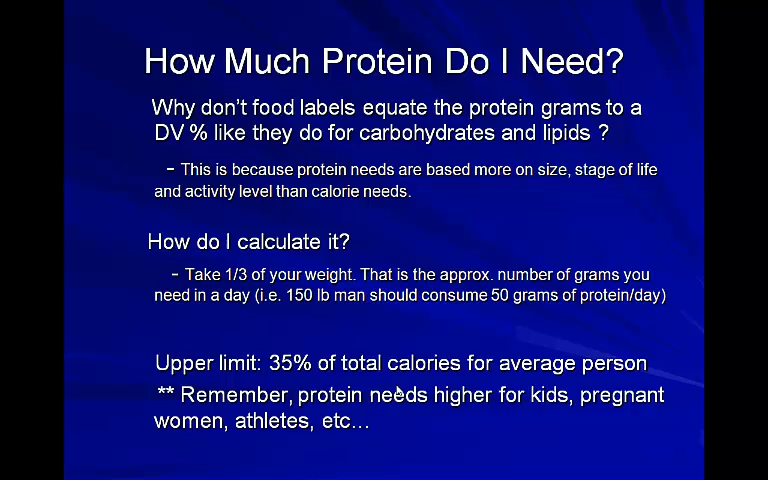 How Much Protein Do I Need?
Why don't food labels equate the protein grams to a
DV % like they do for carbohydrates and lipids ?
– This is because protein needs are based more on size, stage of life
and activity level than calorie needs.
How do I calculate it?
– Take 1/3 of your weight. That is the approx. number of grams you
need in a day (i.e. 150 lb man should consume 50 grams of protein/day)
Upper limit: 35% of total calories for average person
** Remember, protein needs higher for kids, pregnant
women, athletes, etc…